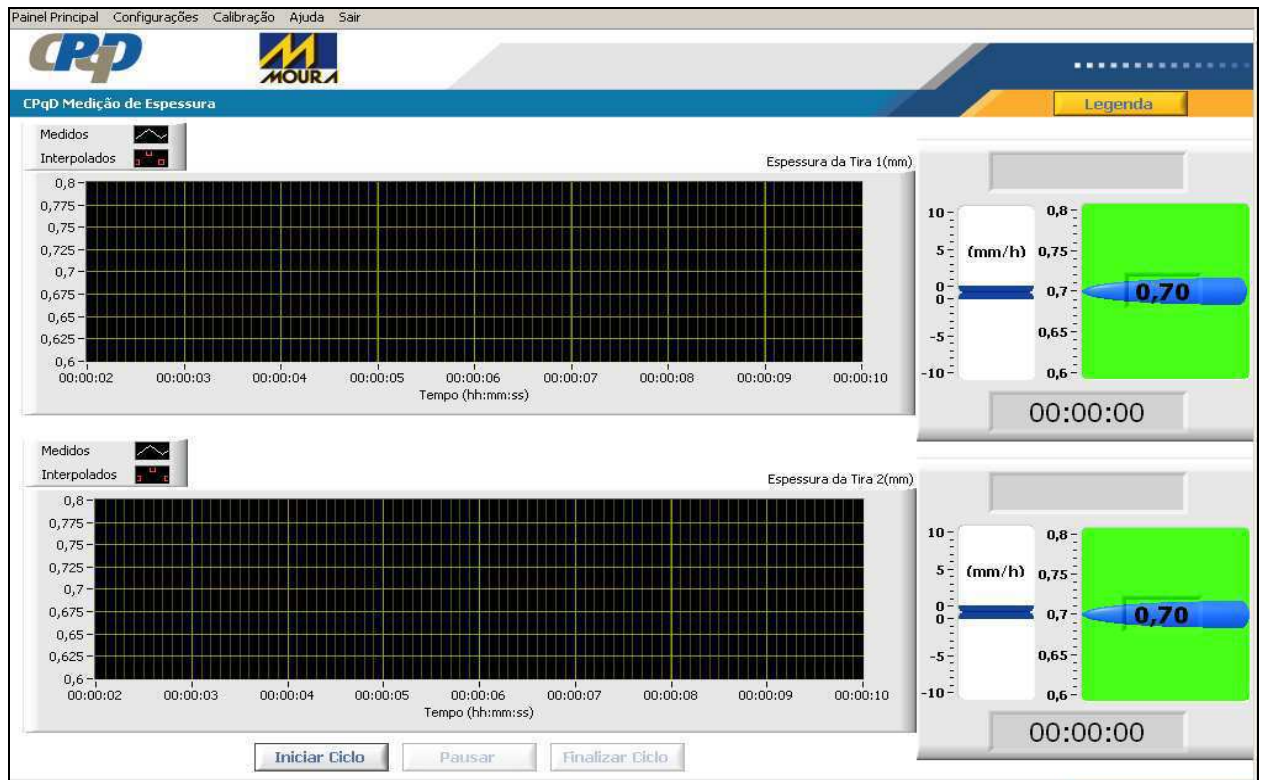 Painel Principal Configurações Calibração Ajuda Sair
CPqD MOURA
CPqD Medição de Espessura Legenda
Medidos
Interpolados
Espessura da Tira 1(mm)
0,8
0,775
0,75
0,725
0,7
0,675
0,65
0,625
0,6
00:00:02 00:00:03 00:00:04 00:00:05 00:00:06 00:00:07 00:00:08 00:00:09 00:00:10
Tempo (hh:mm:ss)
10
5
0
0
-5
-10
(mm/h)
0,8
0,75
0,7
0,65
0,6
0,70
00:00:00
Medidos
Interpolados
Espessura da Tira 2(mm)
0,8
0,775
0,75
0,725
0,7
0,675
0,65
0,625
0,6
00:00:02 00:00:03 00:00:04 00:00:05 00:00:06 00:00:07 00:00:08 00:00:09 00:00:10
Tempo (hh:mm:ss)
10
5
0
0
-5
-10
(mm/h)
0,8
0,75
0,7
0,65
0,6
0,70
00:00:00
Iniciar Ciclo Pausar Finalizar Ciclo